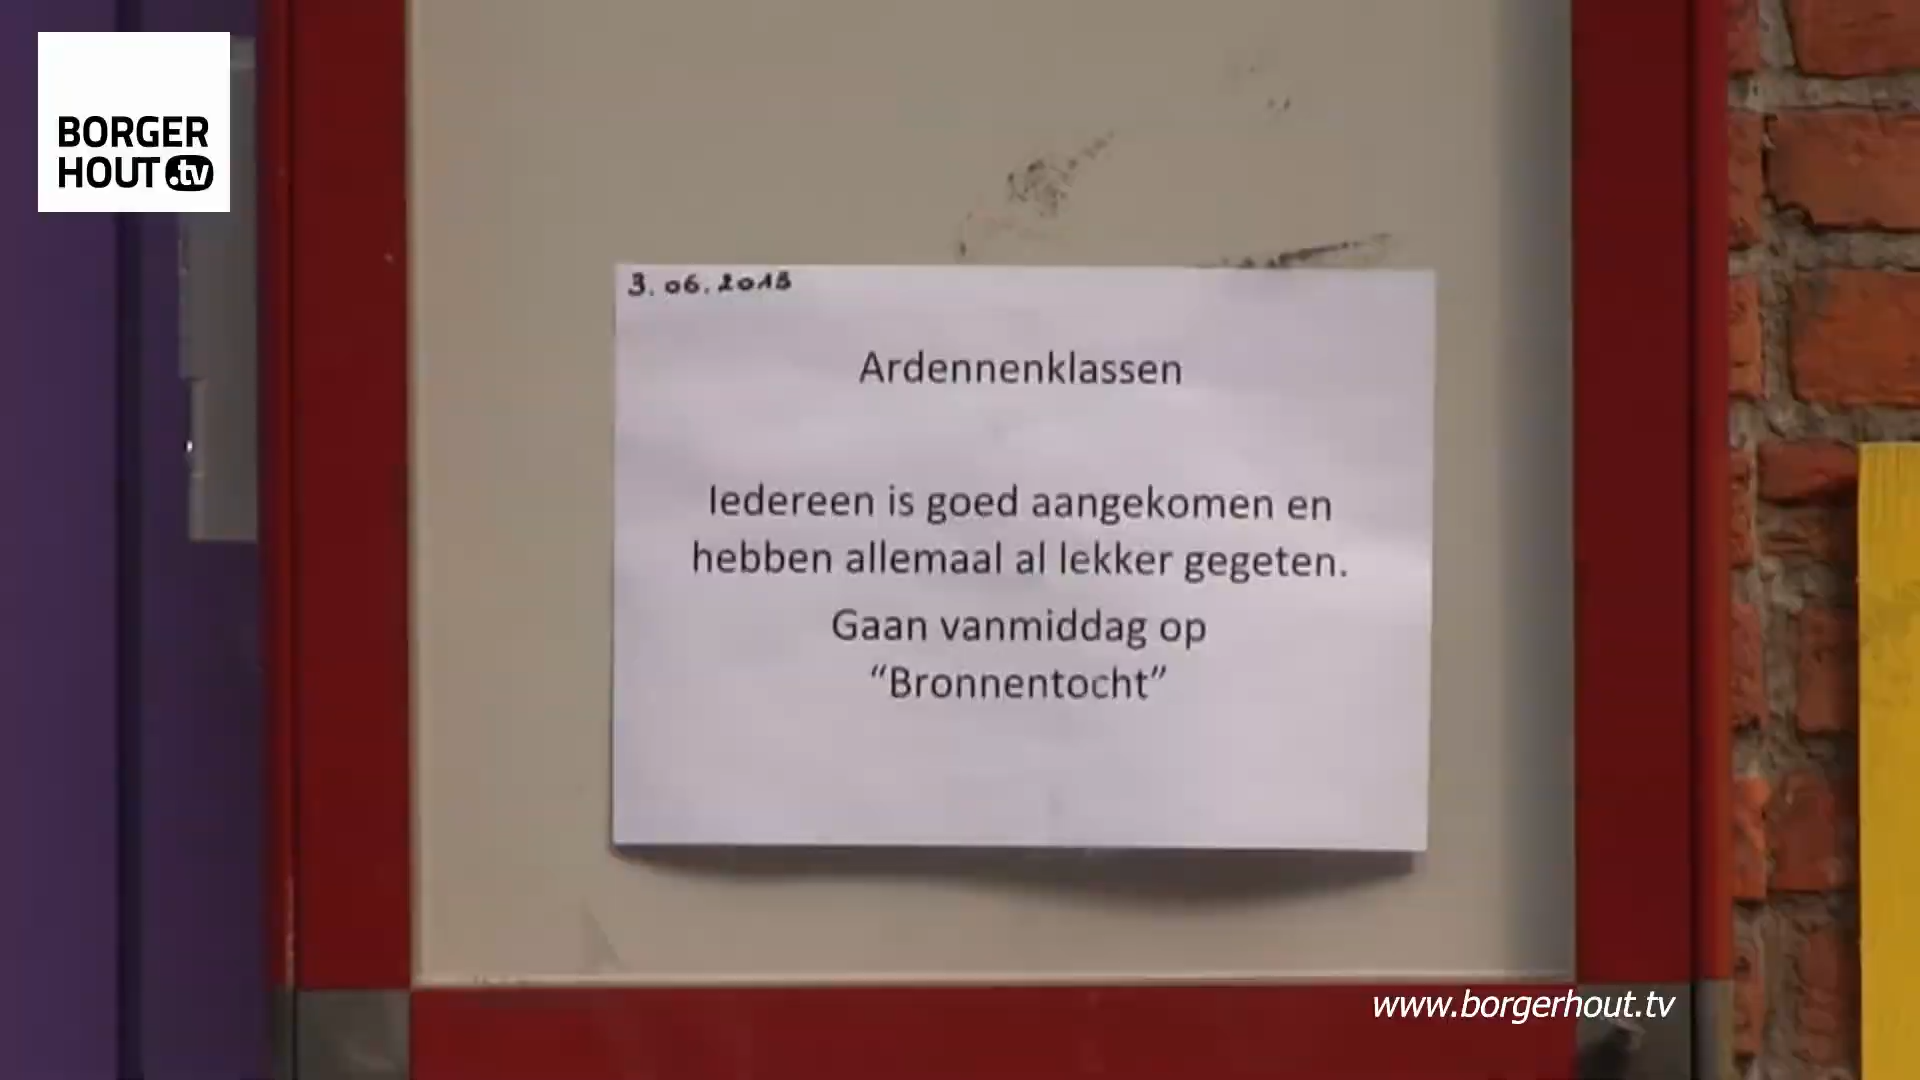 BORGER
HOUT.tv
3.06.2013
Ardennenklassen
Iedereen is goed aangekomen en
hebben allemaal al lekker gegeten.
Gaan vanmiddag op
“Bronnentocht”
www.borgerhout.tv